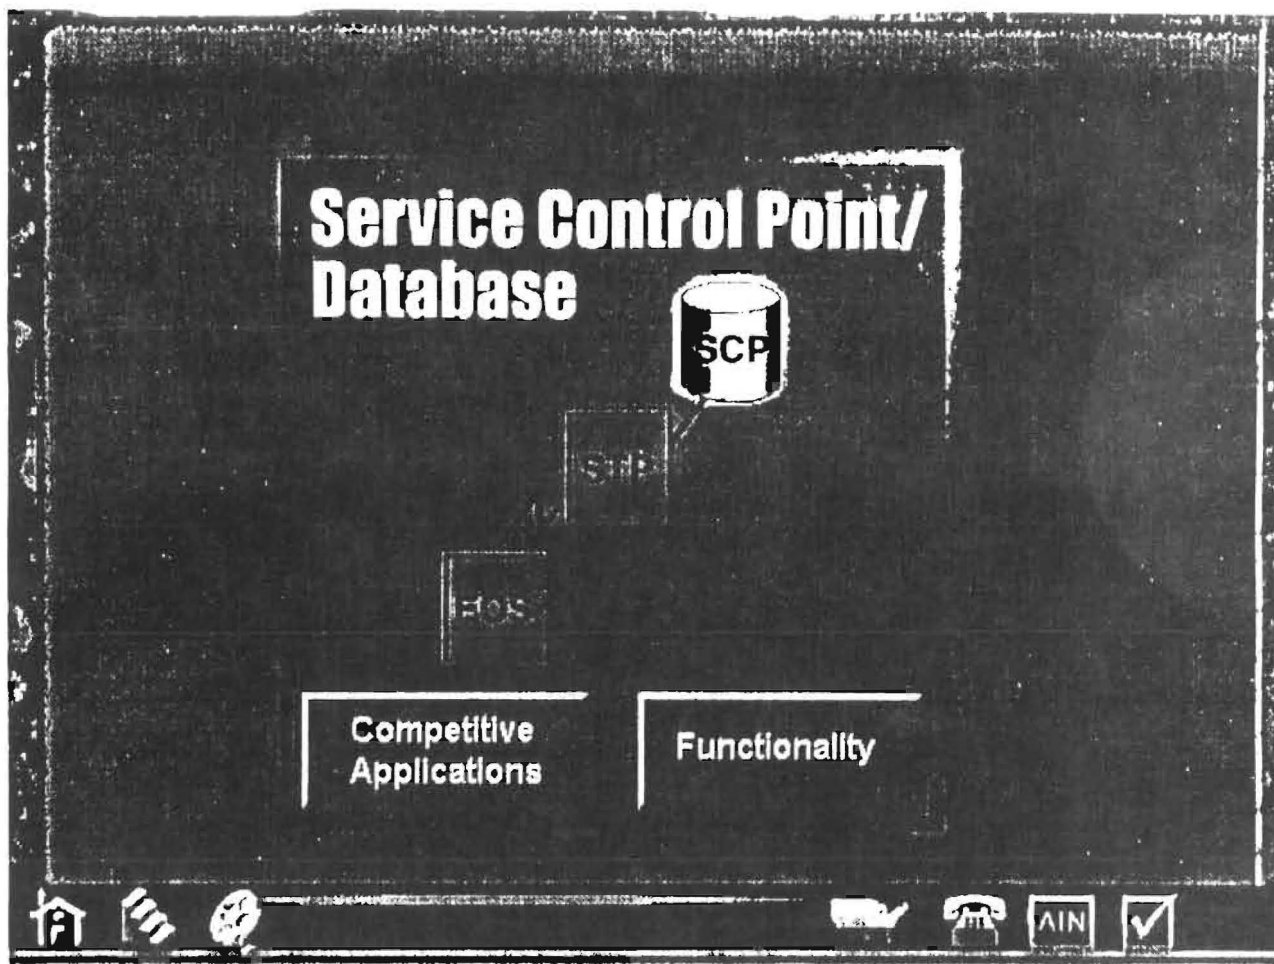 Service Control Point/
Database
SCP
Competitive
Applications
Functionality
AIN